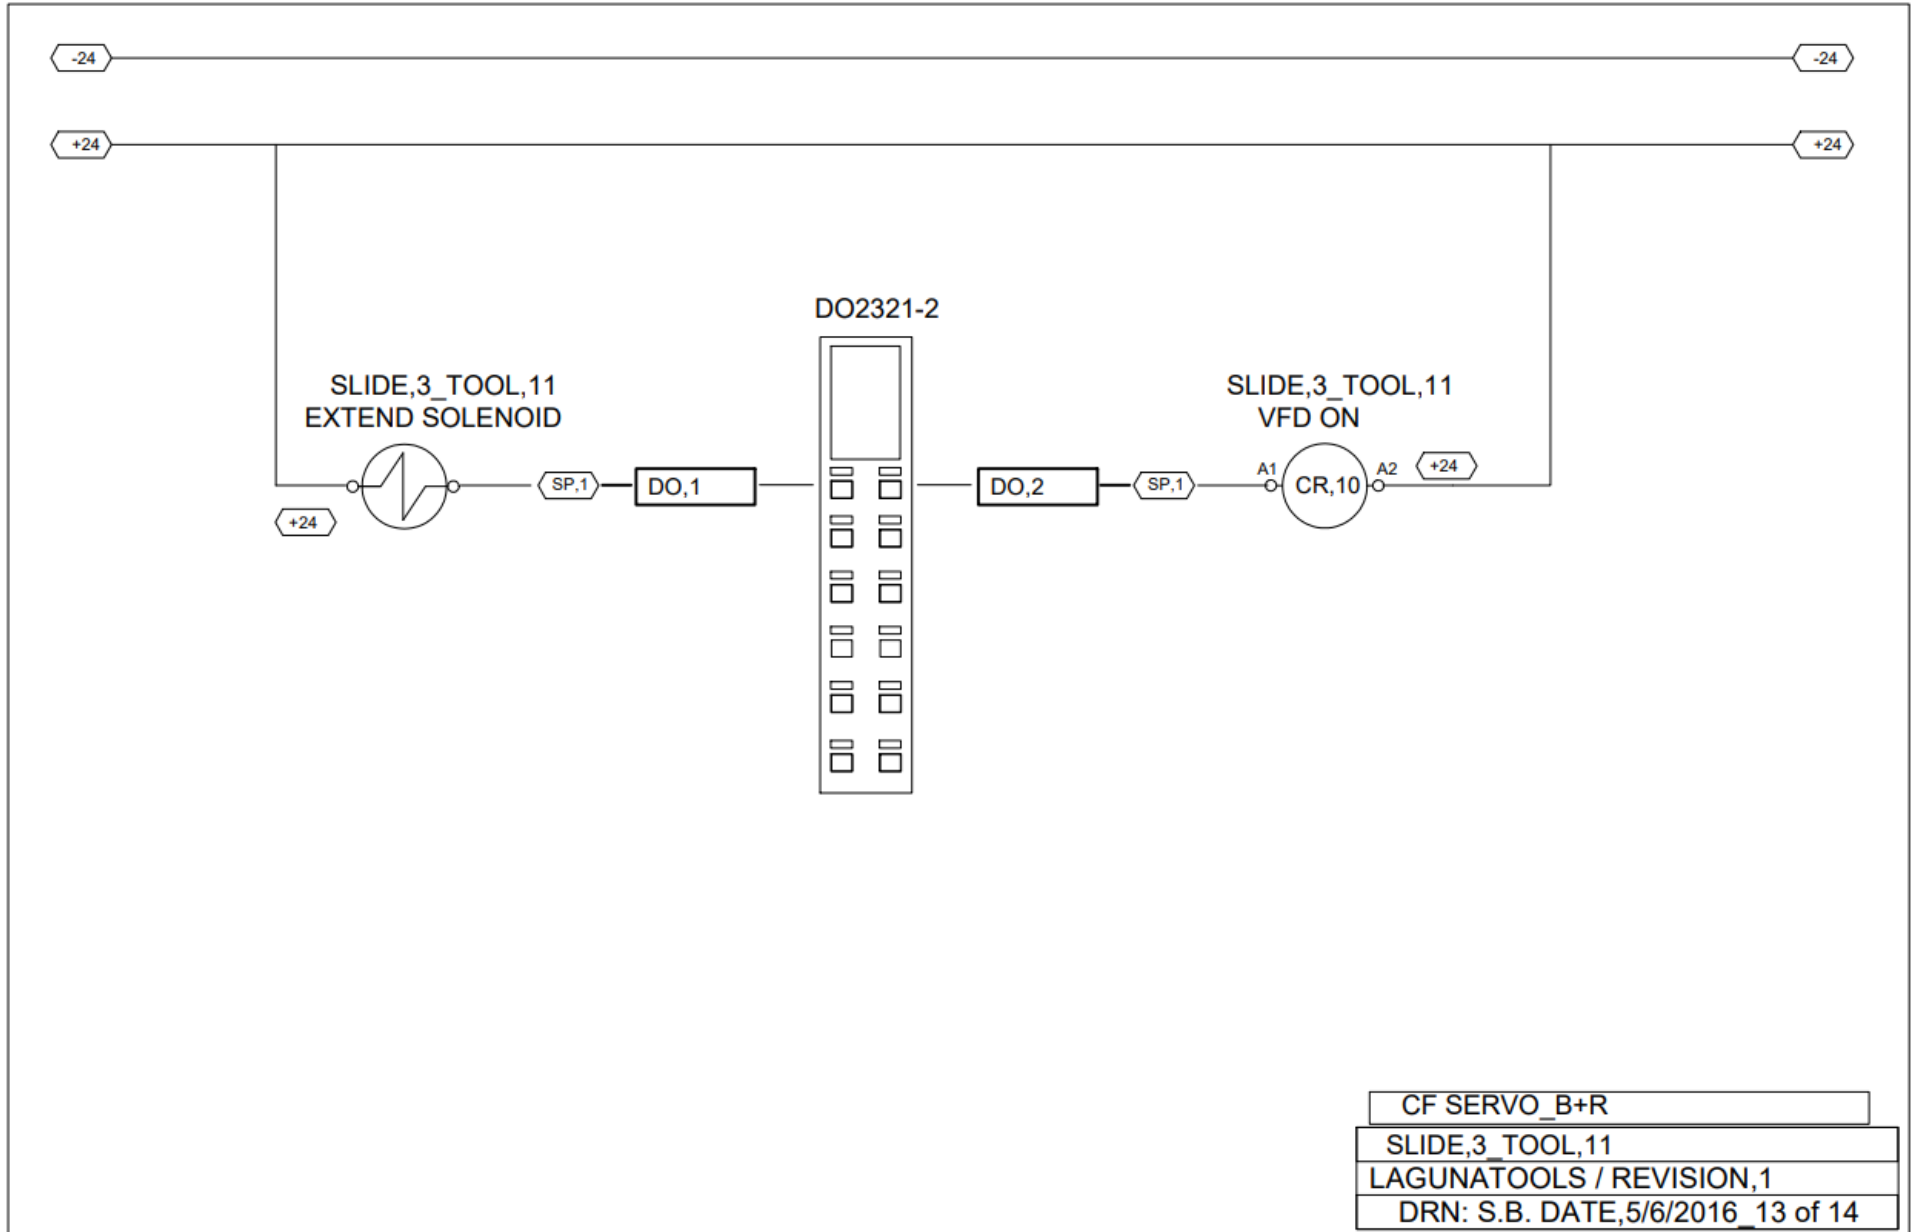 -24
-24
+24
+24
DO2321-2
SLIDE,3_TOOL,11
EXTEND SOLENOID
SLIDE,3_TOOL,11
VFD ON
+24
SP,1
DO,1
DO,2
SP,1
A1
CR,10
A2
+24
CF SERVO_B+R
SLIDE,3_TOOL,11
LAGUNATOOLS / REVISION,1
DRN: S.B. DATE,5/6/2016_13 of 14